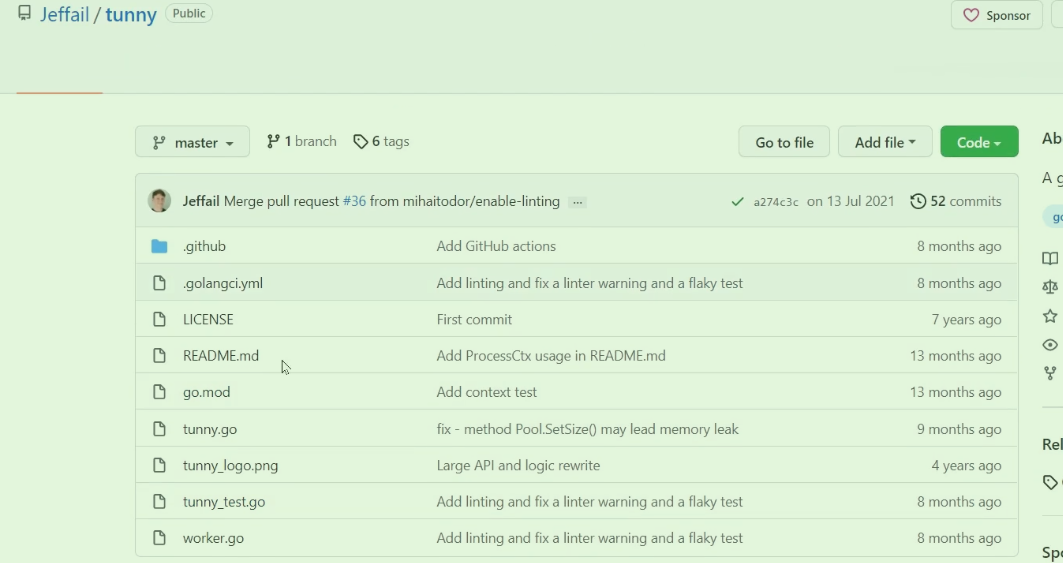 Jeffail / tunny Public
Sponsor
master
1 branch
6 tags
Go to file
Add file
Code
Jeffail Merge pull request #36 from mihaitodor/enable-linting ...
a274c3c on 13 Jul 2021
52 commits
.github Add GitHub actions 8 months ago
.golangci.yml Add linting and fix a linter warning and a flaky test 8 months ago
LICENSE First commit 7 years ago
README.md Add ProcessCtx usage in README.md 13 months ago
go.mod Add context test 13 months ago
tunny.go fix - method Pool.SetSize() may lead memory leak 9 months ago
tunny_logo.png Large API and logic rewrite 4 years ago
tunny_test.go Add linting and fix a linter warning and a flaky test 8 months ago
worker.go Add linting and fix a linter warning and a flaky test 8 months ago